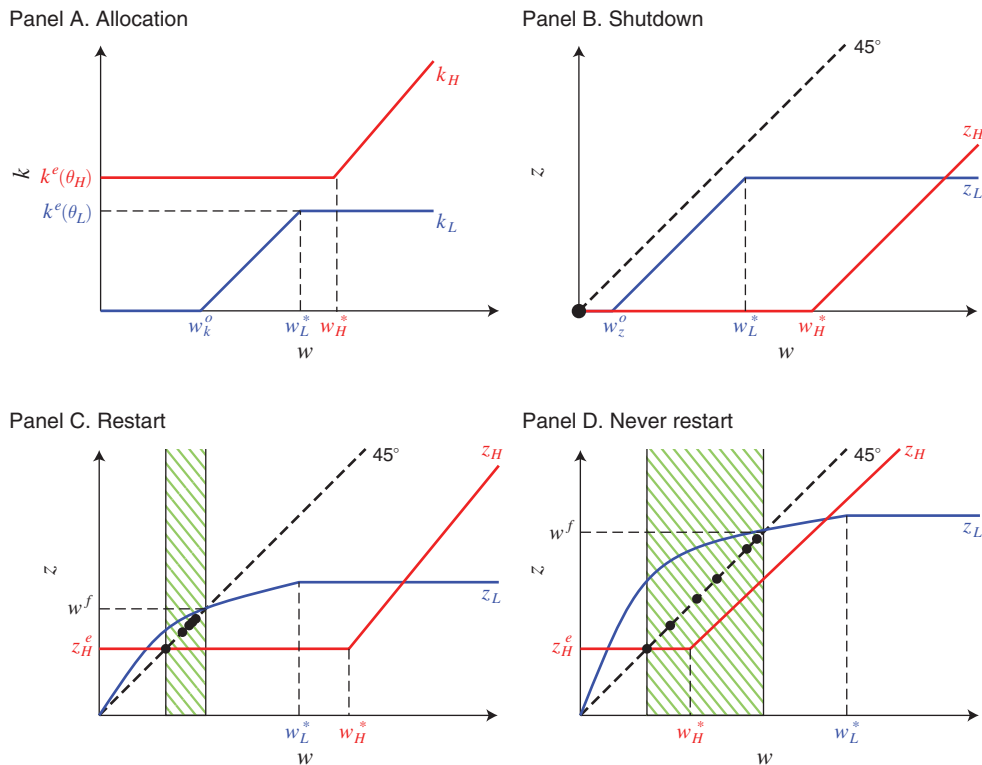 Panel A. Allocation
k
k^e(θ_H)
k^e(θ_L)
k_H
k_L
w_k^o
w_L^*
w_H^*
w
Panel B. Shutdown
z
45°
z_H
z_L
w_z^o
w_L^*
w_H^*
w
Panel C. Restart
z
w^f
z_H^e
45°
z_H
z_L
w_L^*
w_H^*
w
Panel D. Never restart
z
w^f
z_H^e
45°
z_H
z_L
w_H^*
w_L^*
w